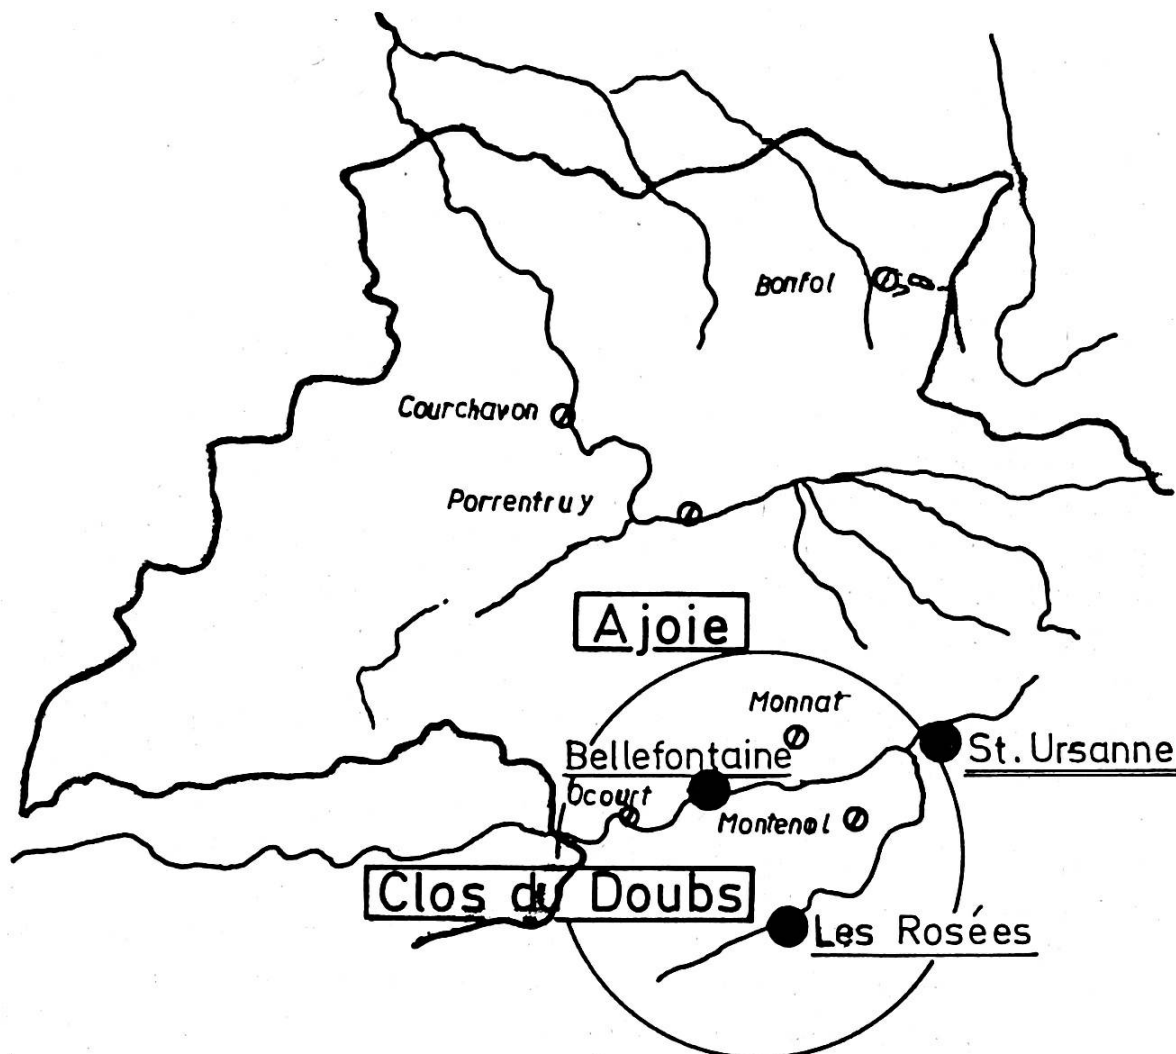 Bonfol
Courchavon
Porrentruy
Ajoie
Monnat
Bellefontaine
St. Ursanne
Ocourt
Montenol
Clos du Doubs
Les Rosées